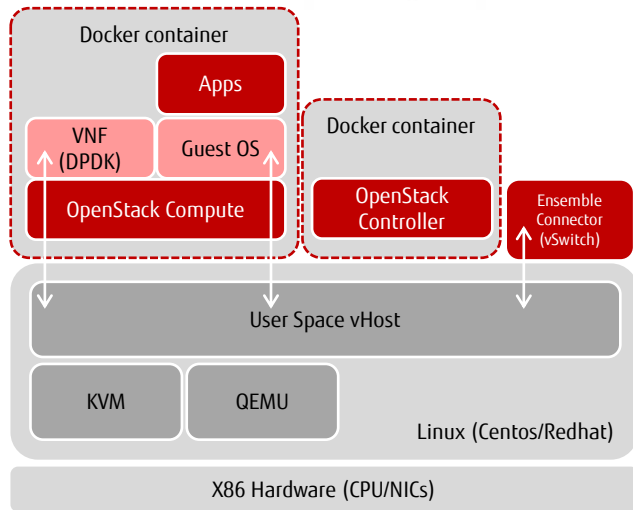 Docker container
Apps
VNF
(DPDK)
Guest OS
OpenStack Compute
Docker container
OpenStack
Controller
Ensemble
Connector
(vSwitch)
User Space vHost
KVM
QEMU
Linux (Centos/Redhat)
X86 Hardware (CPU/NICs)